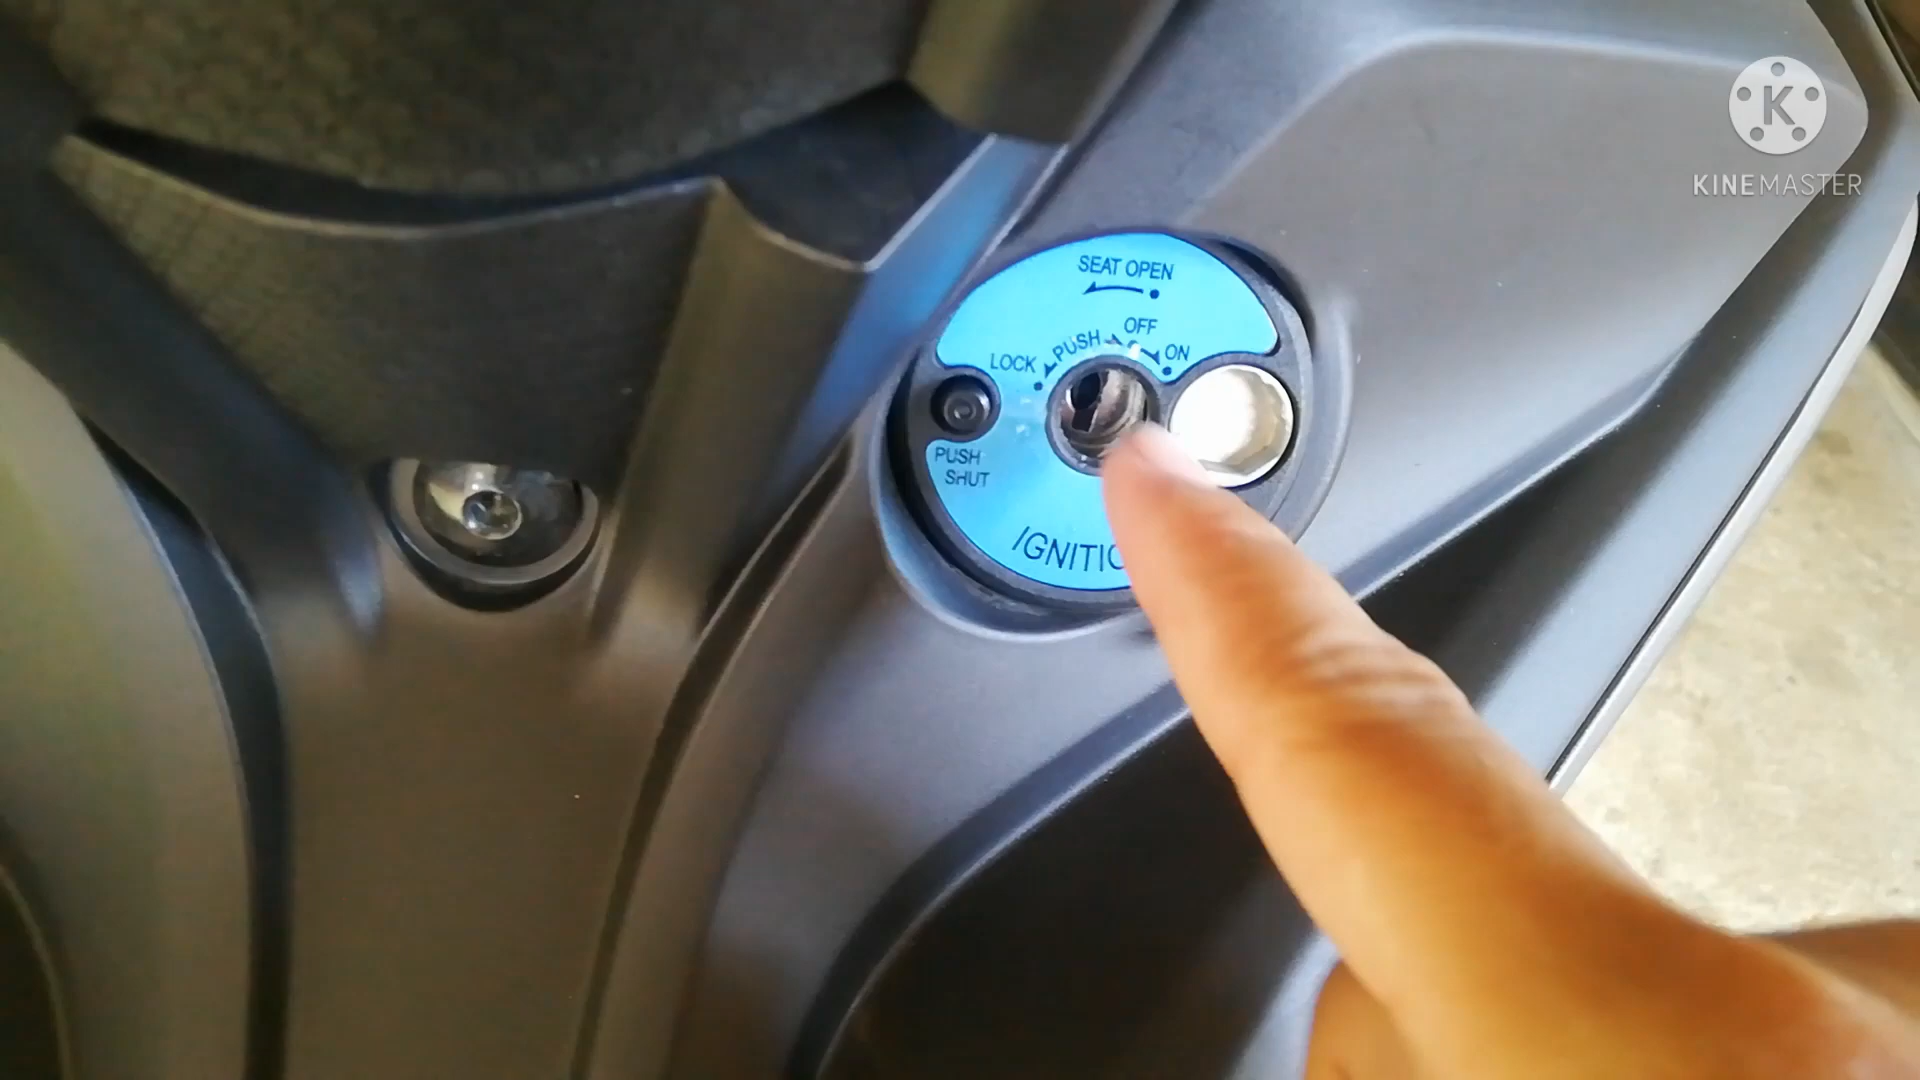 K
KINEMASTER
SEAT OPEN
OFF
PUSH
ON
LOCK
PUSH
SHUT